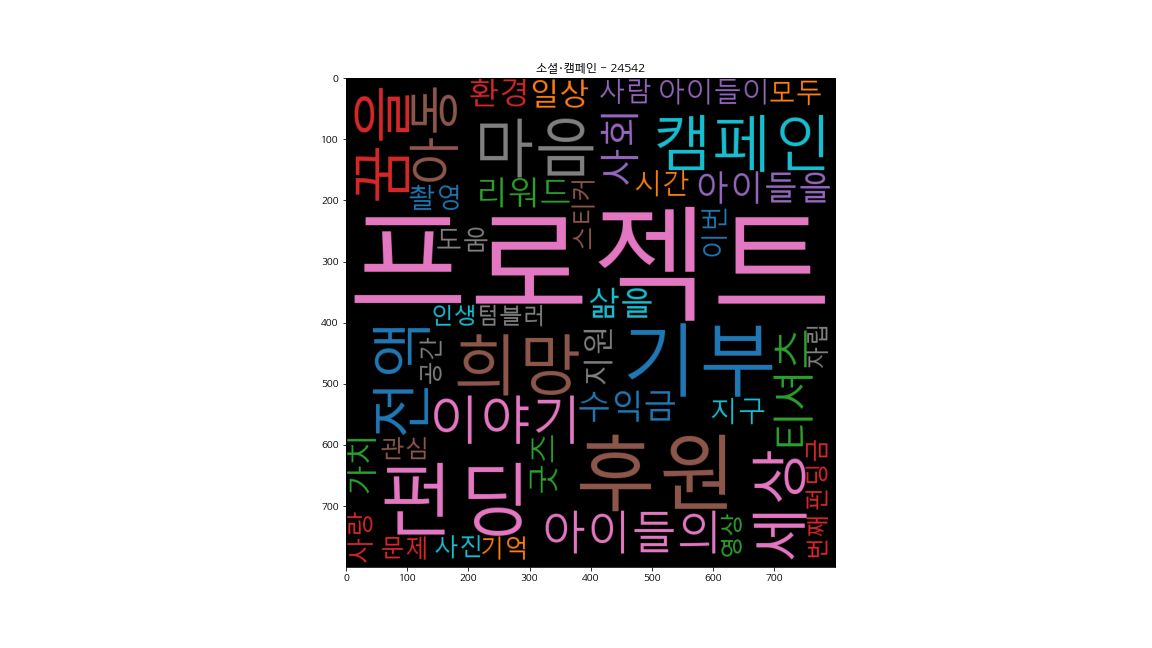 소셜·캠페인 - 24542
0
100
200
300
400
500
600
700
0 100 200 300 400 500 600 700
꿈을
아동
환경
일상
사람
아이들이
모두
마음
사회
캠페인
촬영
리워드
스티커
시간
아이들을
이번
도움
프로젝트
삶을
인생
텀블러
전액
공간
희망
지원
기부
티셔츠
자립
이야기
수익금
지구
가치
관심
펀딩
굿즈
후원
세상
펀딩금
사랑
문제
사진
기억
아이들의
영상
번째